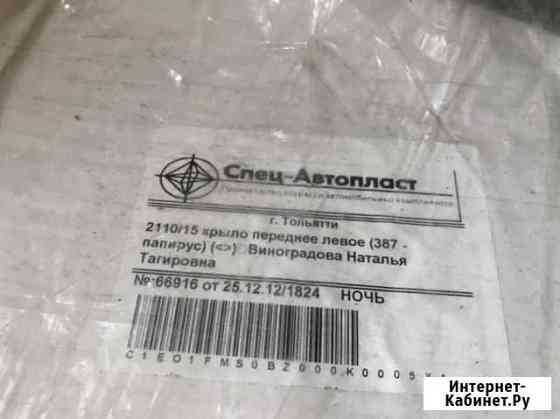 Спец-Автопласт
г. Тольятти
2110/15 крыло переднее левое (387 -
папирус) (<>) Виноградова Наталья
Тагировна
№ 66916 от 25.12.12/1824 НОЧЬ
C1EO1FMS0BZ000K0005
Интернет-
Кабинет.Ру